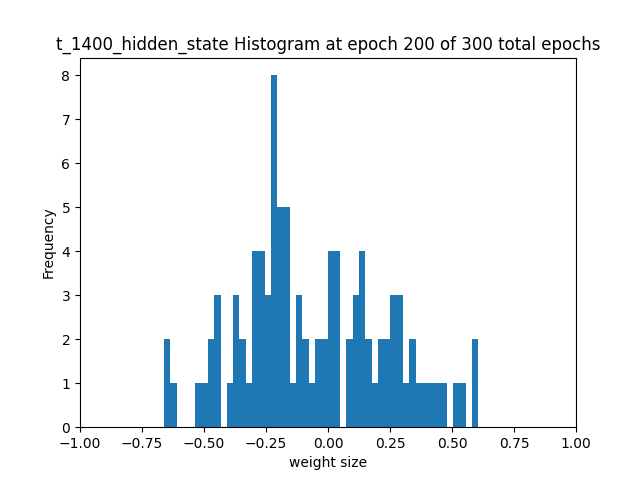 t_1400_hidden_state Histogram at epoch 200 of 300 total epochs
8
7
6
5
4
3
2
1
0
Frequency
−1.00 −0.75 −0.50 −0.25 0.00 0.25 0.50 0.75 1.00
weight size